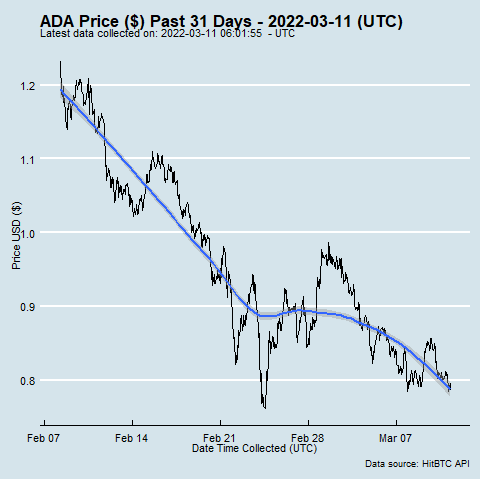 ADA Price ($) Past 31 Days - 2022-03-11 (UTC)
Latest data collected on: 2022-03-11 06:01:55 - UTC
1.2
1.1
1.0
0.9
0.8
Price USD ($)
Feb 07 Feb 14 Feb 21 Feb 28 Mar 07
Date Time Collected (UTC)
Data source: HitBTC API